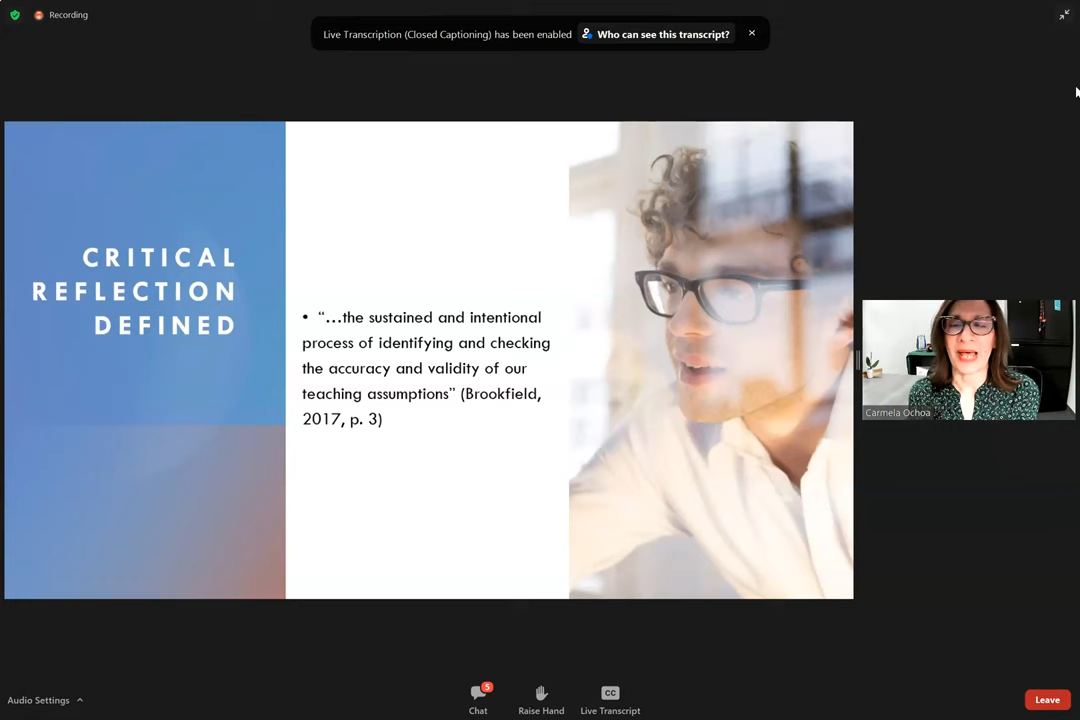 Recording
Live Transcription (Closed Captioning) has been enabled Who can see this transcript?
CRITICAL
REFLECTION
DEFINED
• “…the sustained and intentional
process of identifying and checking
the accuracy and validity of our
teaching assumptions” (Brookfield,
2017, p. 3)
Carmela Ochoa
Audio Settings
5
CC
Chat
Raise Hand
Live Transcript
Leave